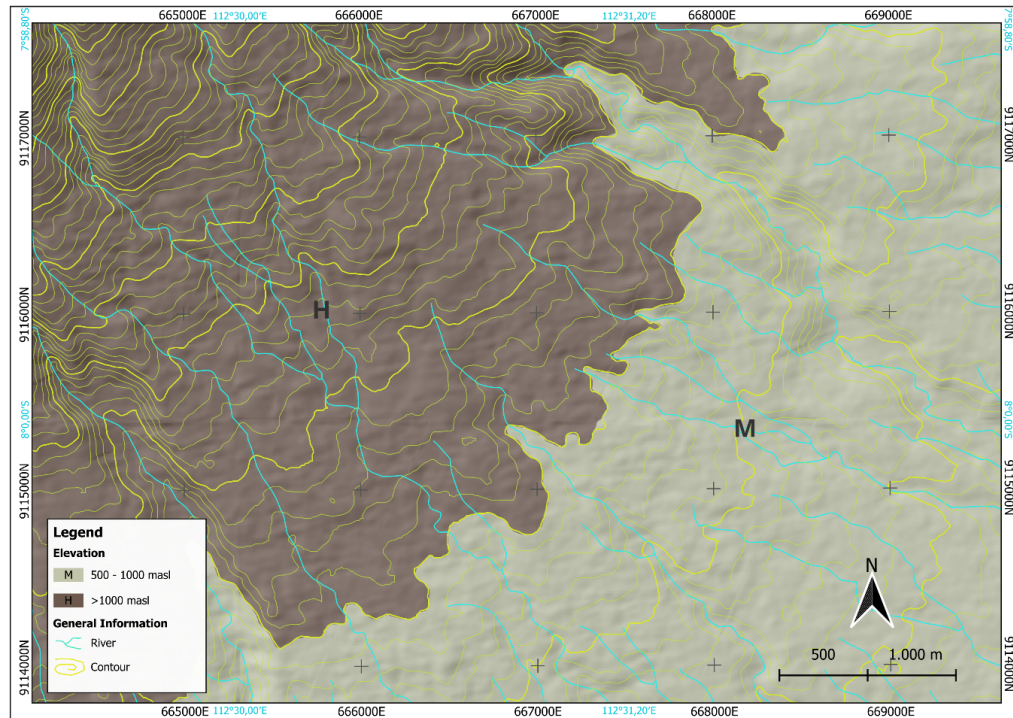 665000E 112°30,00'E 666000E 667000E 112°31,20'E 668000E 669000E
7°58,80'S
7°58,80'S
9117000N
9117000N
9116000N
9116000N
H
8°0,00'S
8°0,00'S
M
9115000N
9115000N
Legend
Elevation
M 500 - 1000 masl
H >1000 masl
General Information
River
Contour
N
500 1.000 m
9114000N
9114000N
665000E 112°30,00'E 666000E 667000E 112°31,20'E 668000E 669000E